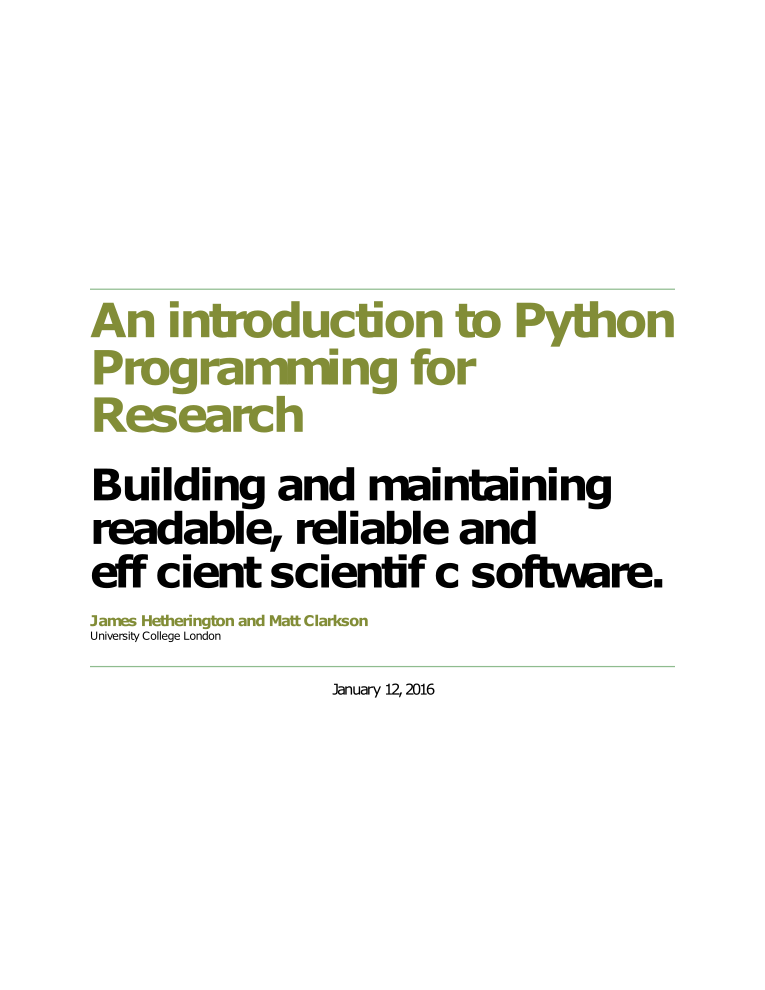 An introduction to Python
Programming for
Research
Building and maintaining
readable, reliable and
eff cient scientif c software.
James Hetherington and Matt Clarkson
University College London
January 12, 2016